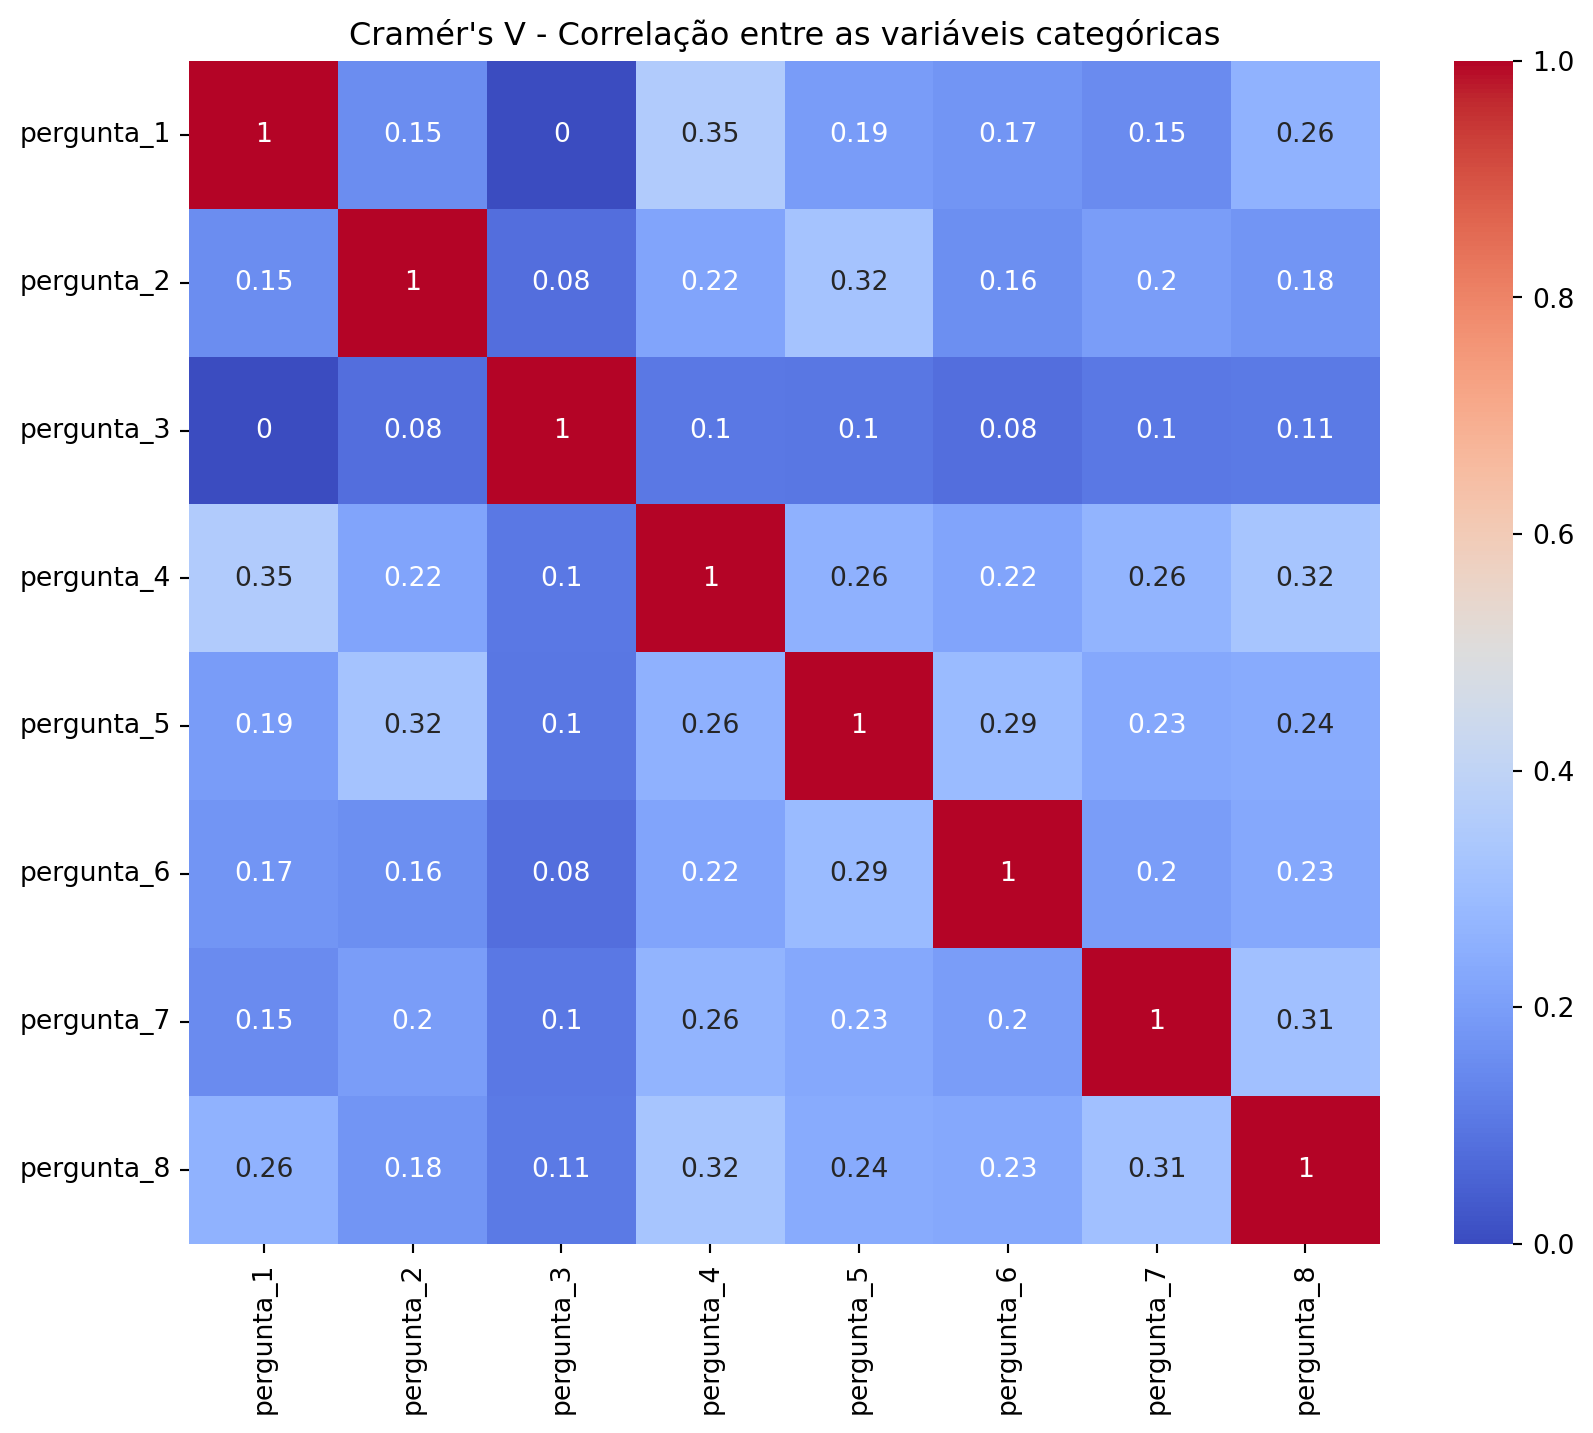 Cramér's V - Correlação entre as variáveis categóricas
pergunta_1 1 0.15 0 0.35 0.19 0.17 0.15 0.26
pergunta_2 0.15 1 0.08 0.22 0.32 0.16 0.2 0.18
pergunta_3 0 0.08 1 0.1 0.1 0.08 0.1 0.11
pergunta_4 0.35 0.22 0.1 1 0.26 0.22 0.26 0.32
pergunta_5 0.19 0.32 0.1 0.26 1 0.29 0.23 0.24
pergunta_6 0.17 0.16 0.08 0.22 0.29 1 0.2 0.23
pergunta_7 0.15 0.2 0.1 0.26 0.23 0.2 1 0.31
pergunta_8 0.26 0.18 0.11 0.32 0.24 0.23 0.31 1
pergunta_1 pergunta_2 pergunta_3 pergunta_4 pergunta_5 pergunta_6 pergunta_7 pergunta_8
1.0
0.8
0.6
0.4
0.2
0.0